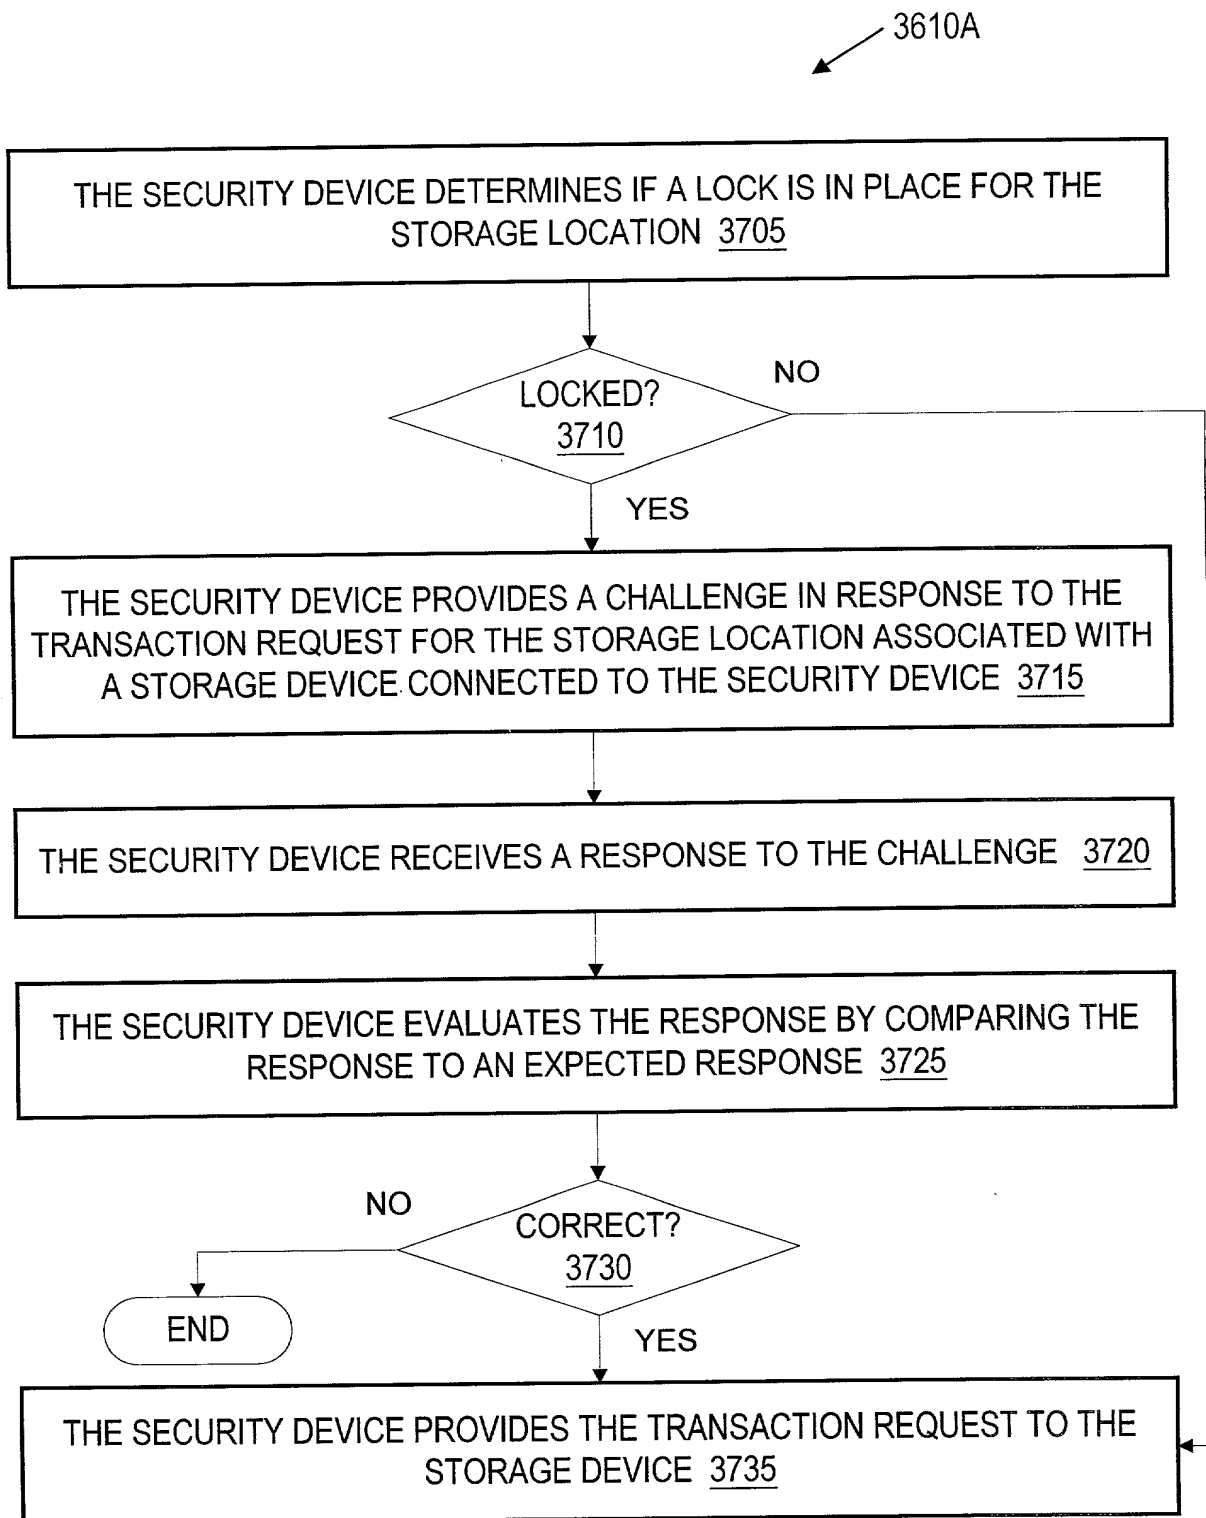 3610A
THE SECURITY DEVICE DETERMINES IF A LOCK IS IN PLACE FOR THE
STORAGE LOCATION 3705
LOCKED?
3710
NO
YES
THE SECURITY DEVICE PROVIDES A CHALLENGE IN RESPONSE TO THE
TRANSACTION REQUEST FOR THE STORAGE LOCATION ASSOCIATED WITH
A STORAGE DEVICE CONNECTED TO THE SECURITY DEVICE 3715
THE SECURITY DEVICE RECEIVES A RESPONSE TO THE CHALLENGE 3720
THE SECURITY DEVICE EVALUATES THE RESPONSE BY COMPARING THE
RESPONSE TO AN EXPECTED RESPONSE 3725
NO
CORRECT?
3730
END
YES
THE SECURITY DEVICE PROVIDES THE TRANSACTION REQUEST TO THE
STORAGE DEVICE 3735